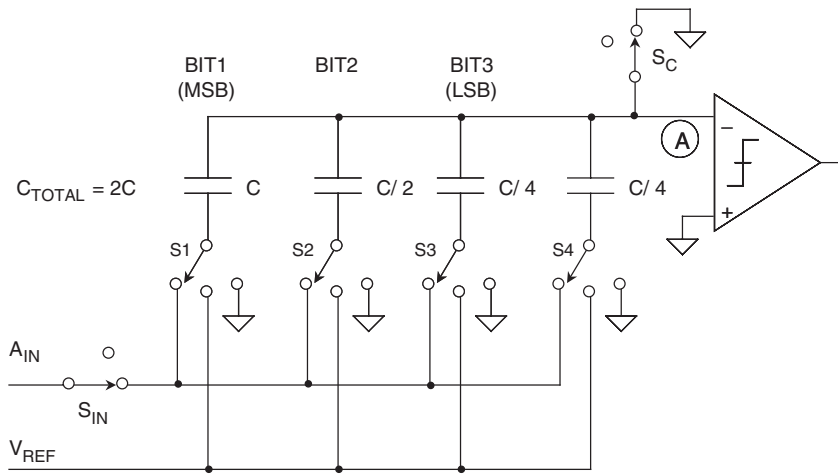 BIT1
(MSB)
BIT2
BIT3
(LSB)
S_C
A
−
+
C_TOTAL = 2C
C
C/ 2
C/ 4
C/ 4
S1
S2
S3
S4
A_IN
S_IN
V_REF